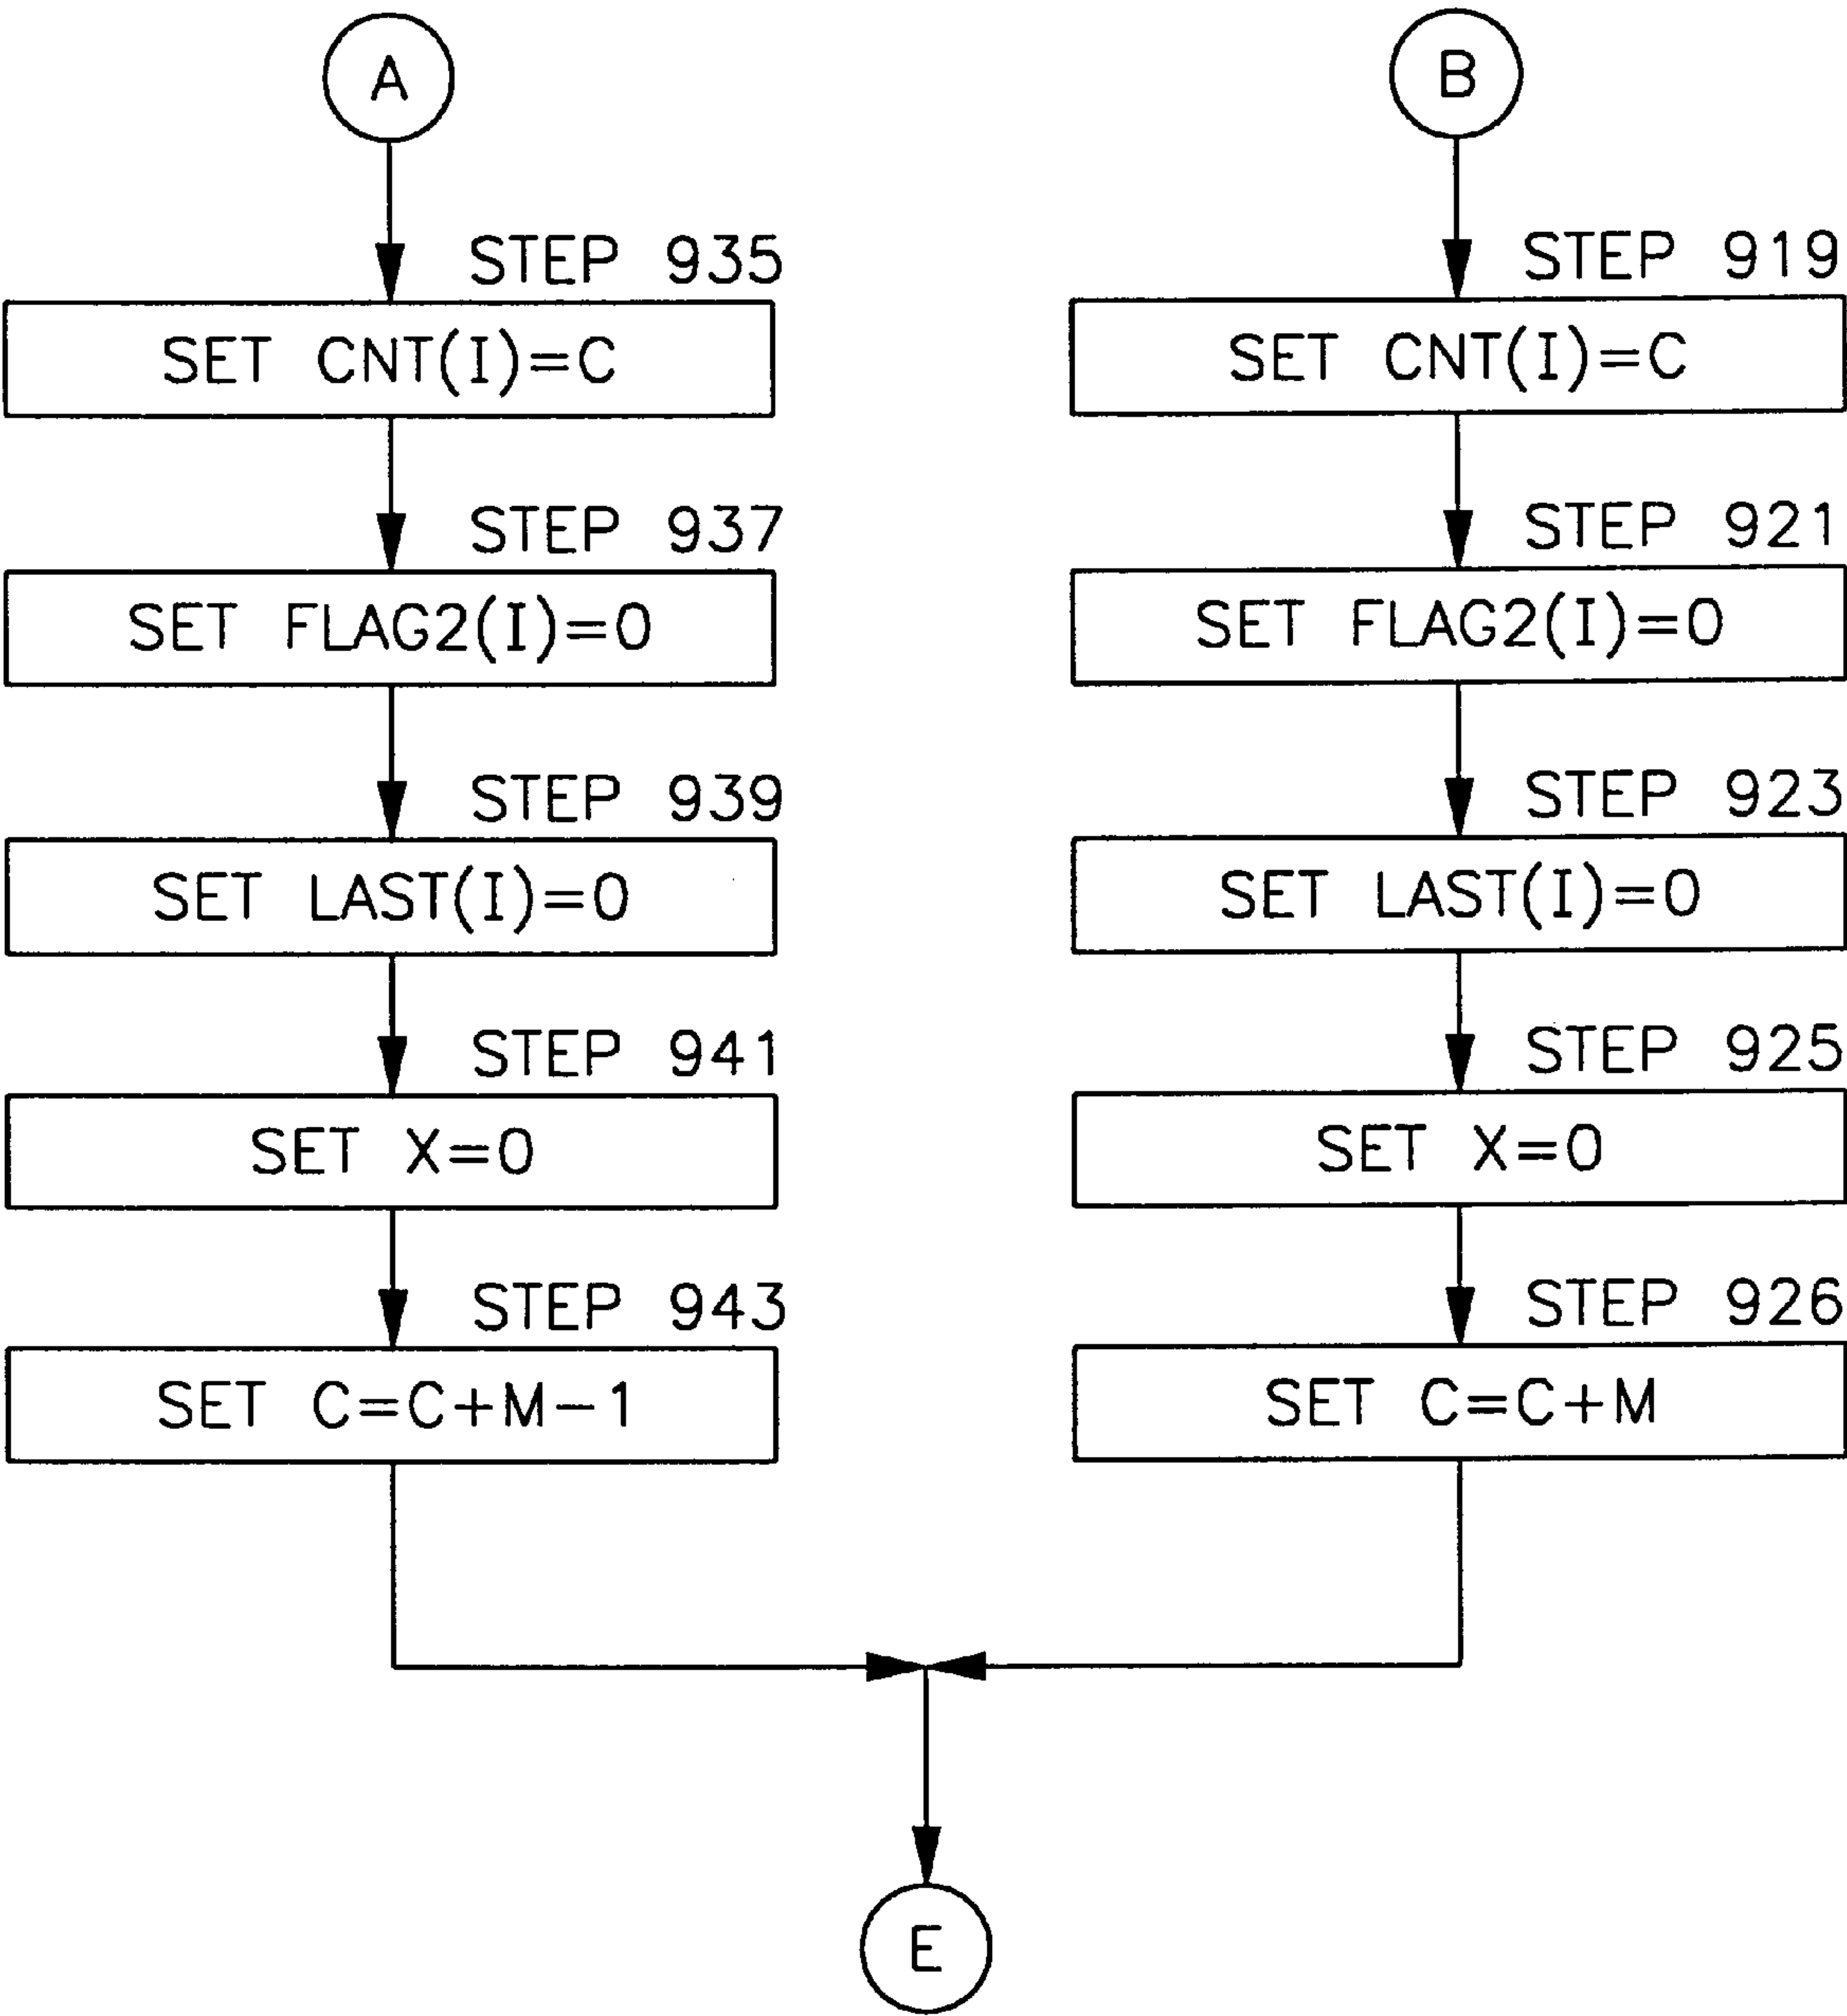 A
STEP 935
SET CNT(I)=C
STEP 937
SET FLAG2(I)=0
STEP 939
SET LAST(I)=0
STEP 941
SET X=0
STEP 943
SET C=C+M-1
B
STEP 919
SET CNT(I)=C
STEP 921
SET FLAG2(I)=0
STEP 923
SET LAST(I)=0
STEP 925
SET X=0
STEP 926
SET C=C+M
E